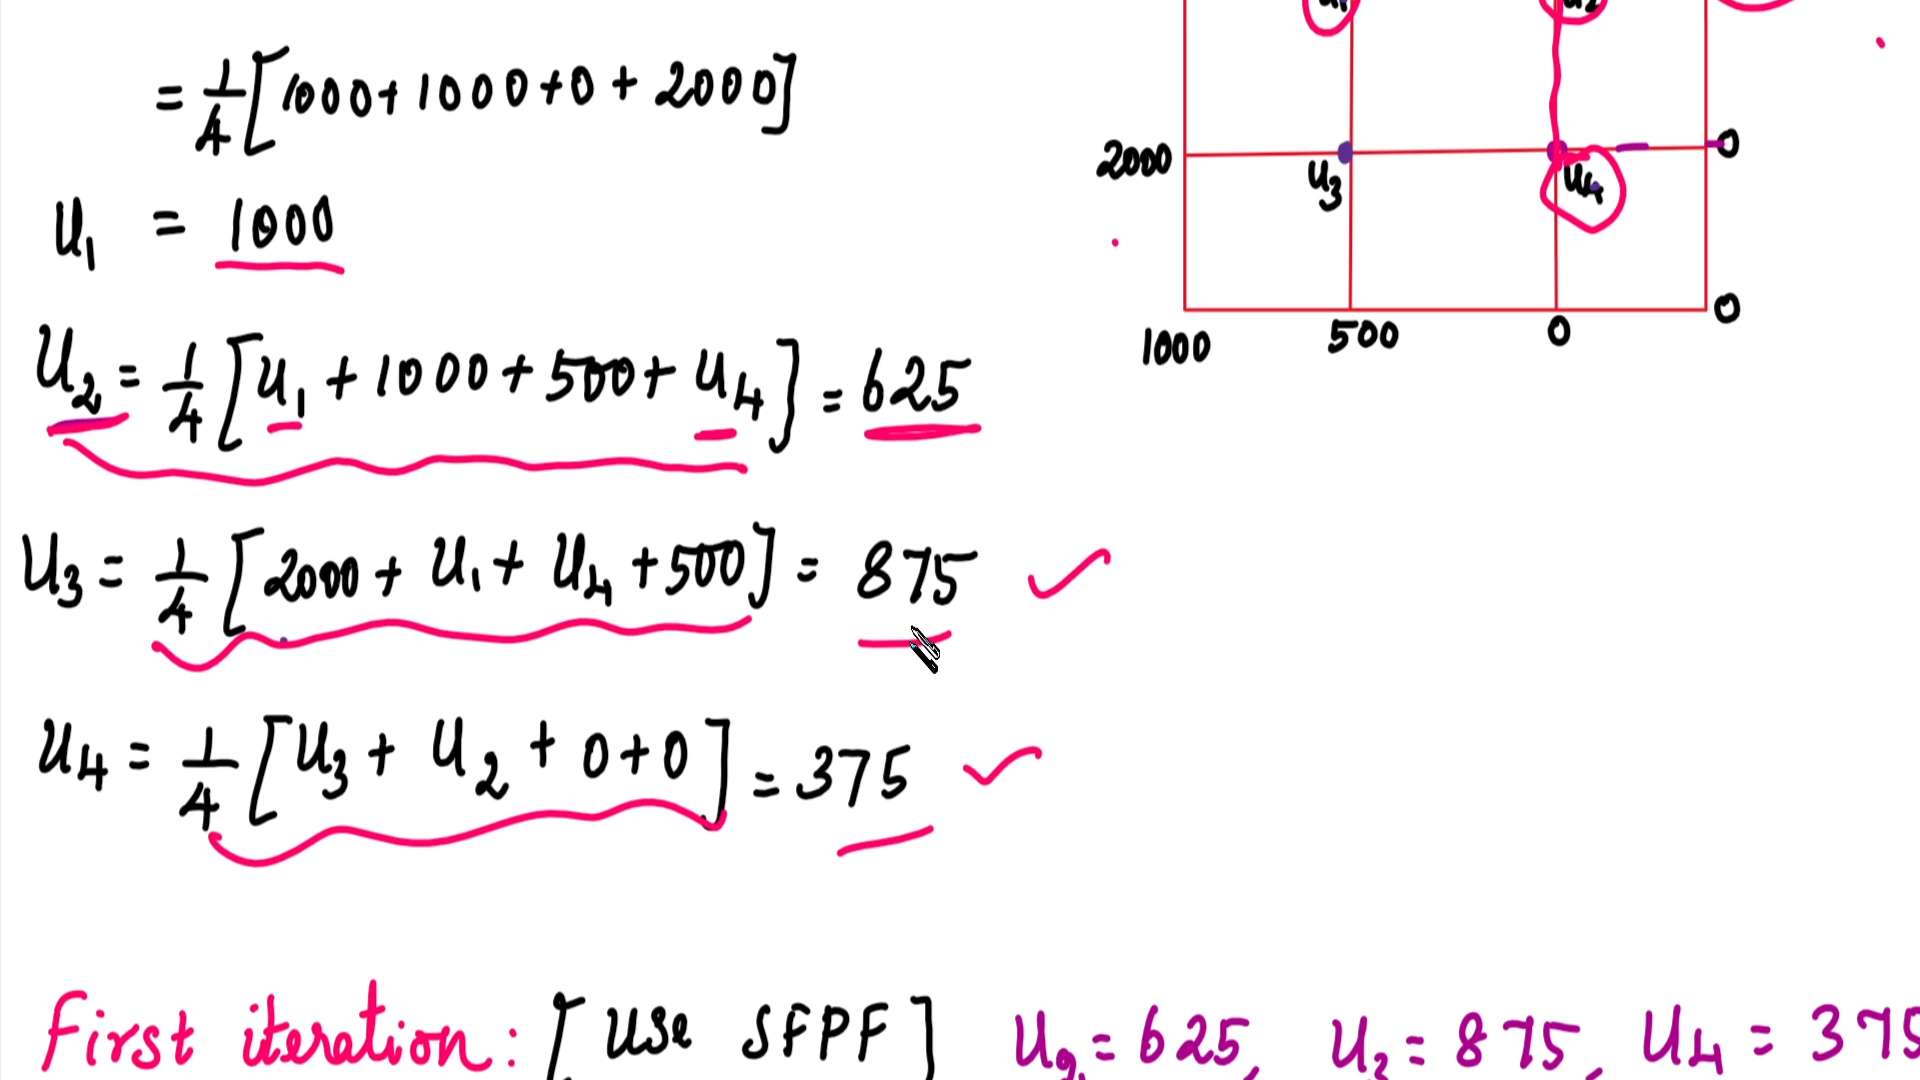 = 1/4 [1000+1000+0+2000]
u₁ = 1000
u₂ = 1/4 [u₁+1000+500+u₄] = 625
u₃ = 1/4 [2000+u₁+u₄+500] = 875
u₄ = 1/4 [u₃+u₂+0+0] = 375
First iteration: [use SFPF] u₂=625, u₃=875, u₄=375
u₁ u₂
2000 u₃ u₄ 0
0
1000 500 0